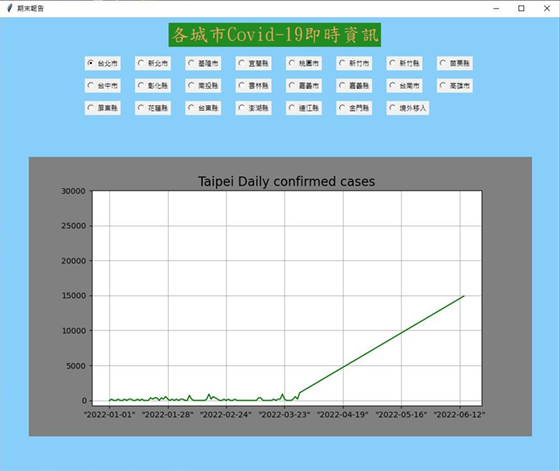 期末報告
各城市Covid-19即時資訊
台北市 新北市 基隆市 宜蘭縣 桃園市 新竹市 新竹縣 苗栗縣
台中市 彰化縣 南投縣 雲林縣 嘉義市 嘉義縣 台南市 高雄市
屏東縣 花蓮縣 台東縣 澎湖縣 連江縣 金門縣 境外移入
Taipei Daily confirmed cases
30000
25000
20000
15000
10000
5000
0
"2022-01-01" "2022-01-28" "2022-02-24" "2022-03-23" "2022-04-19" "2022-05-16" "2022-06-12"